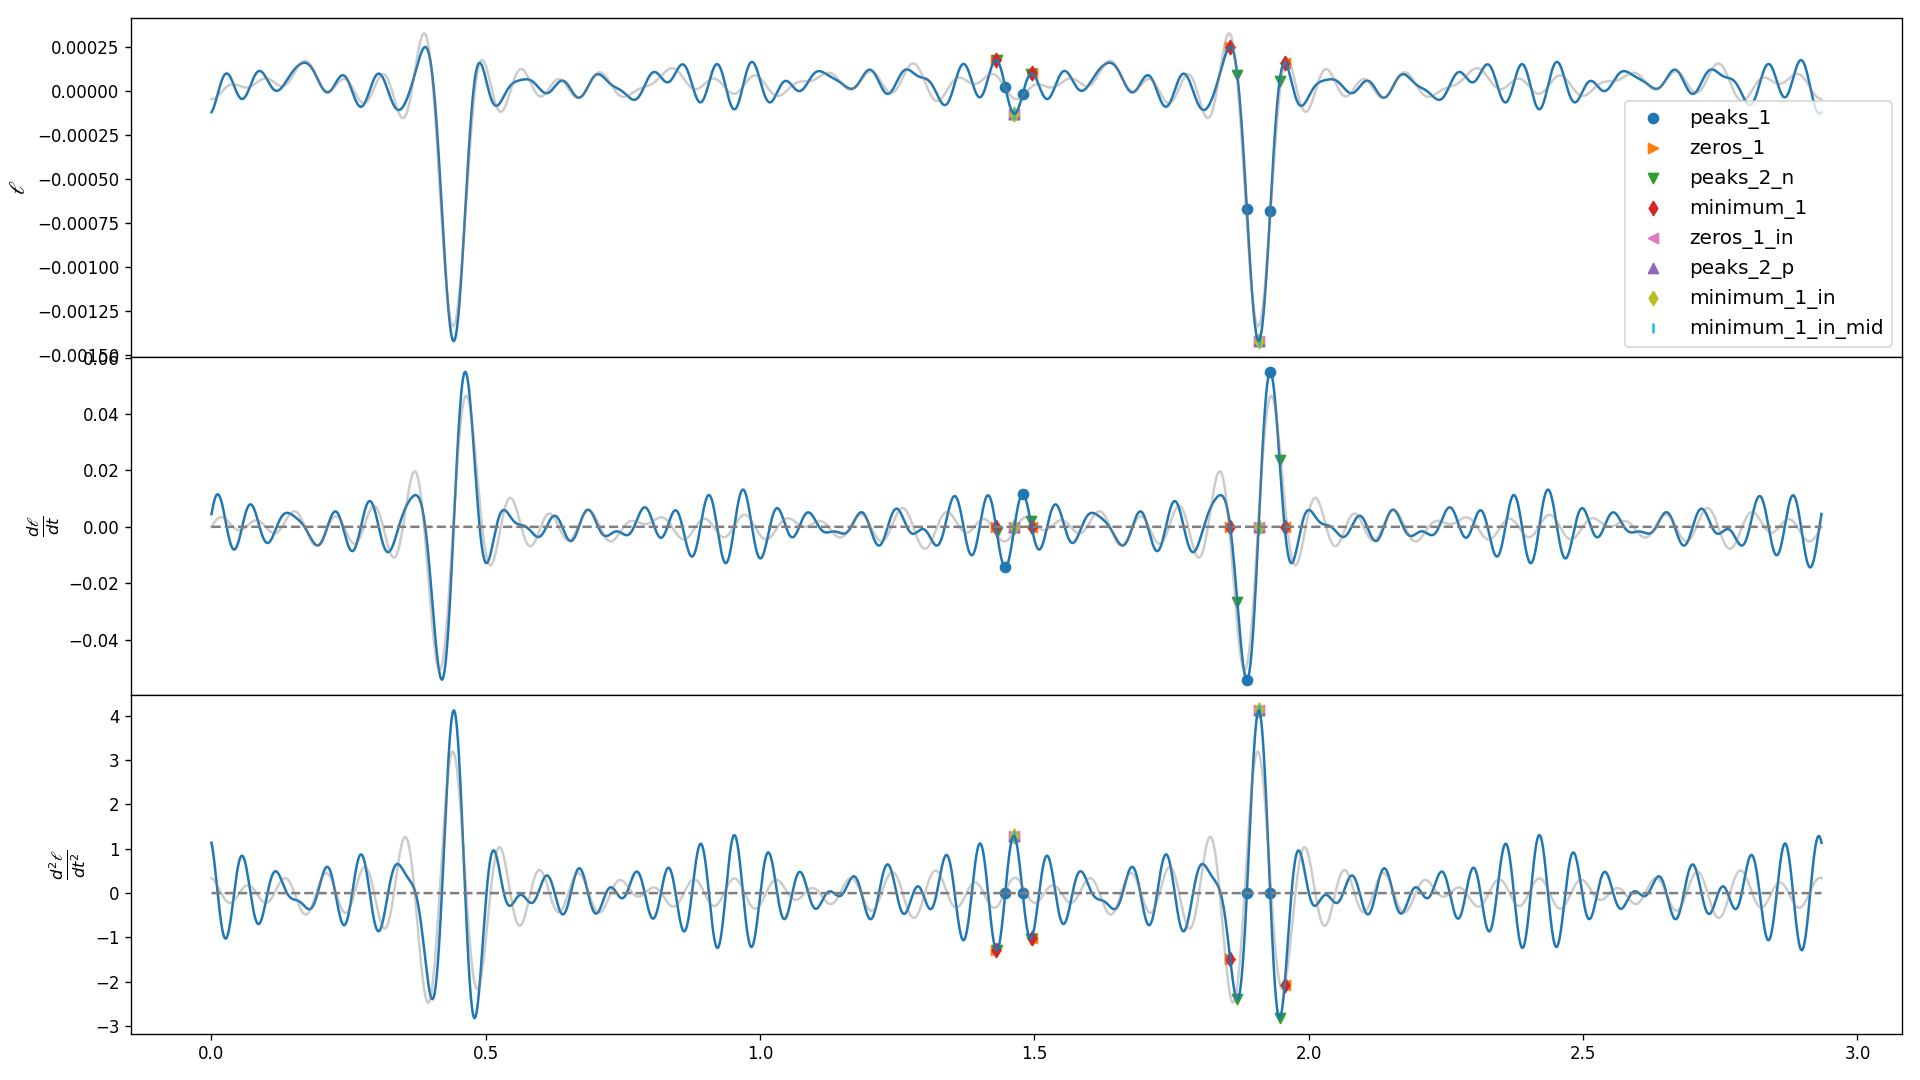 0.00025
0.00000
−0.00025
−0.00050
−0.00075
−0.00100
−0.00125
−0.00150
ℓ
peaks_1
zeros_1
peaks_2_n
minimum_1
zeros_1_in
peaks_2_p
minimum_1_in
minimum_1_in_mid
0.06
0.04
0.02
0.00
−0.02
−0.04
dℓ/dt
4
3
2
1
0
−1
−2
−3
d²ℓ/dt²
0.0 0.5 1.0 1.5 2.0 2.5 3.0